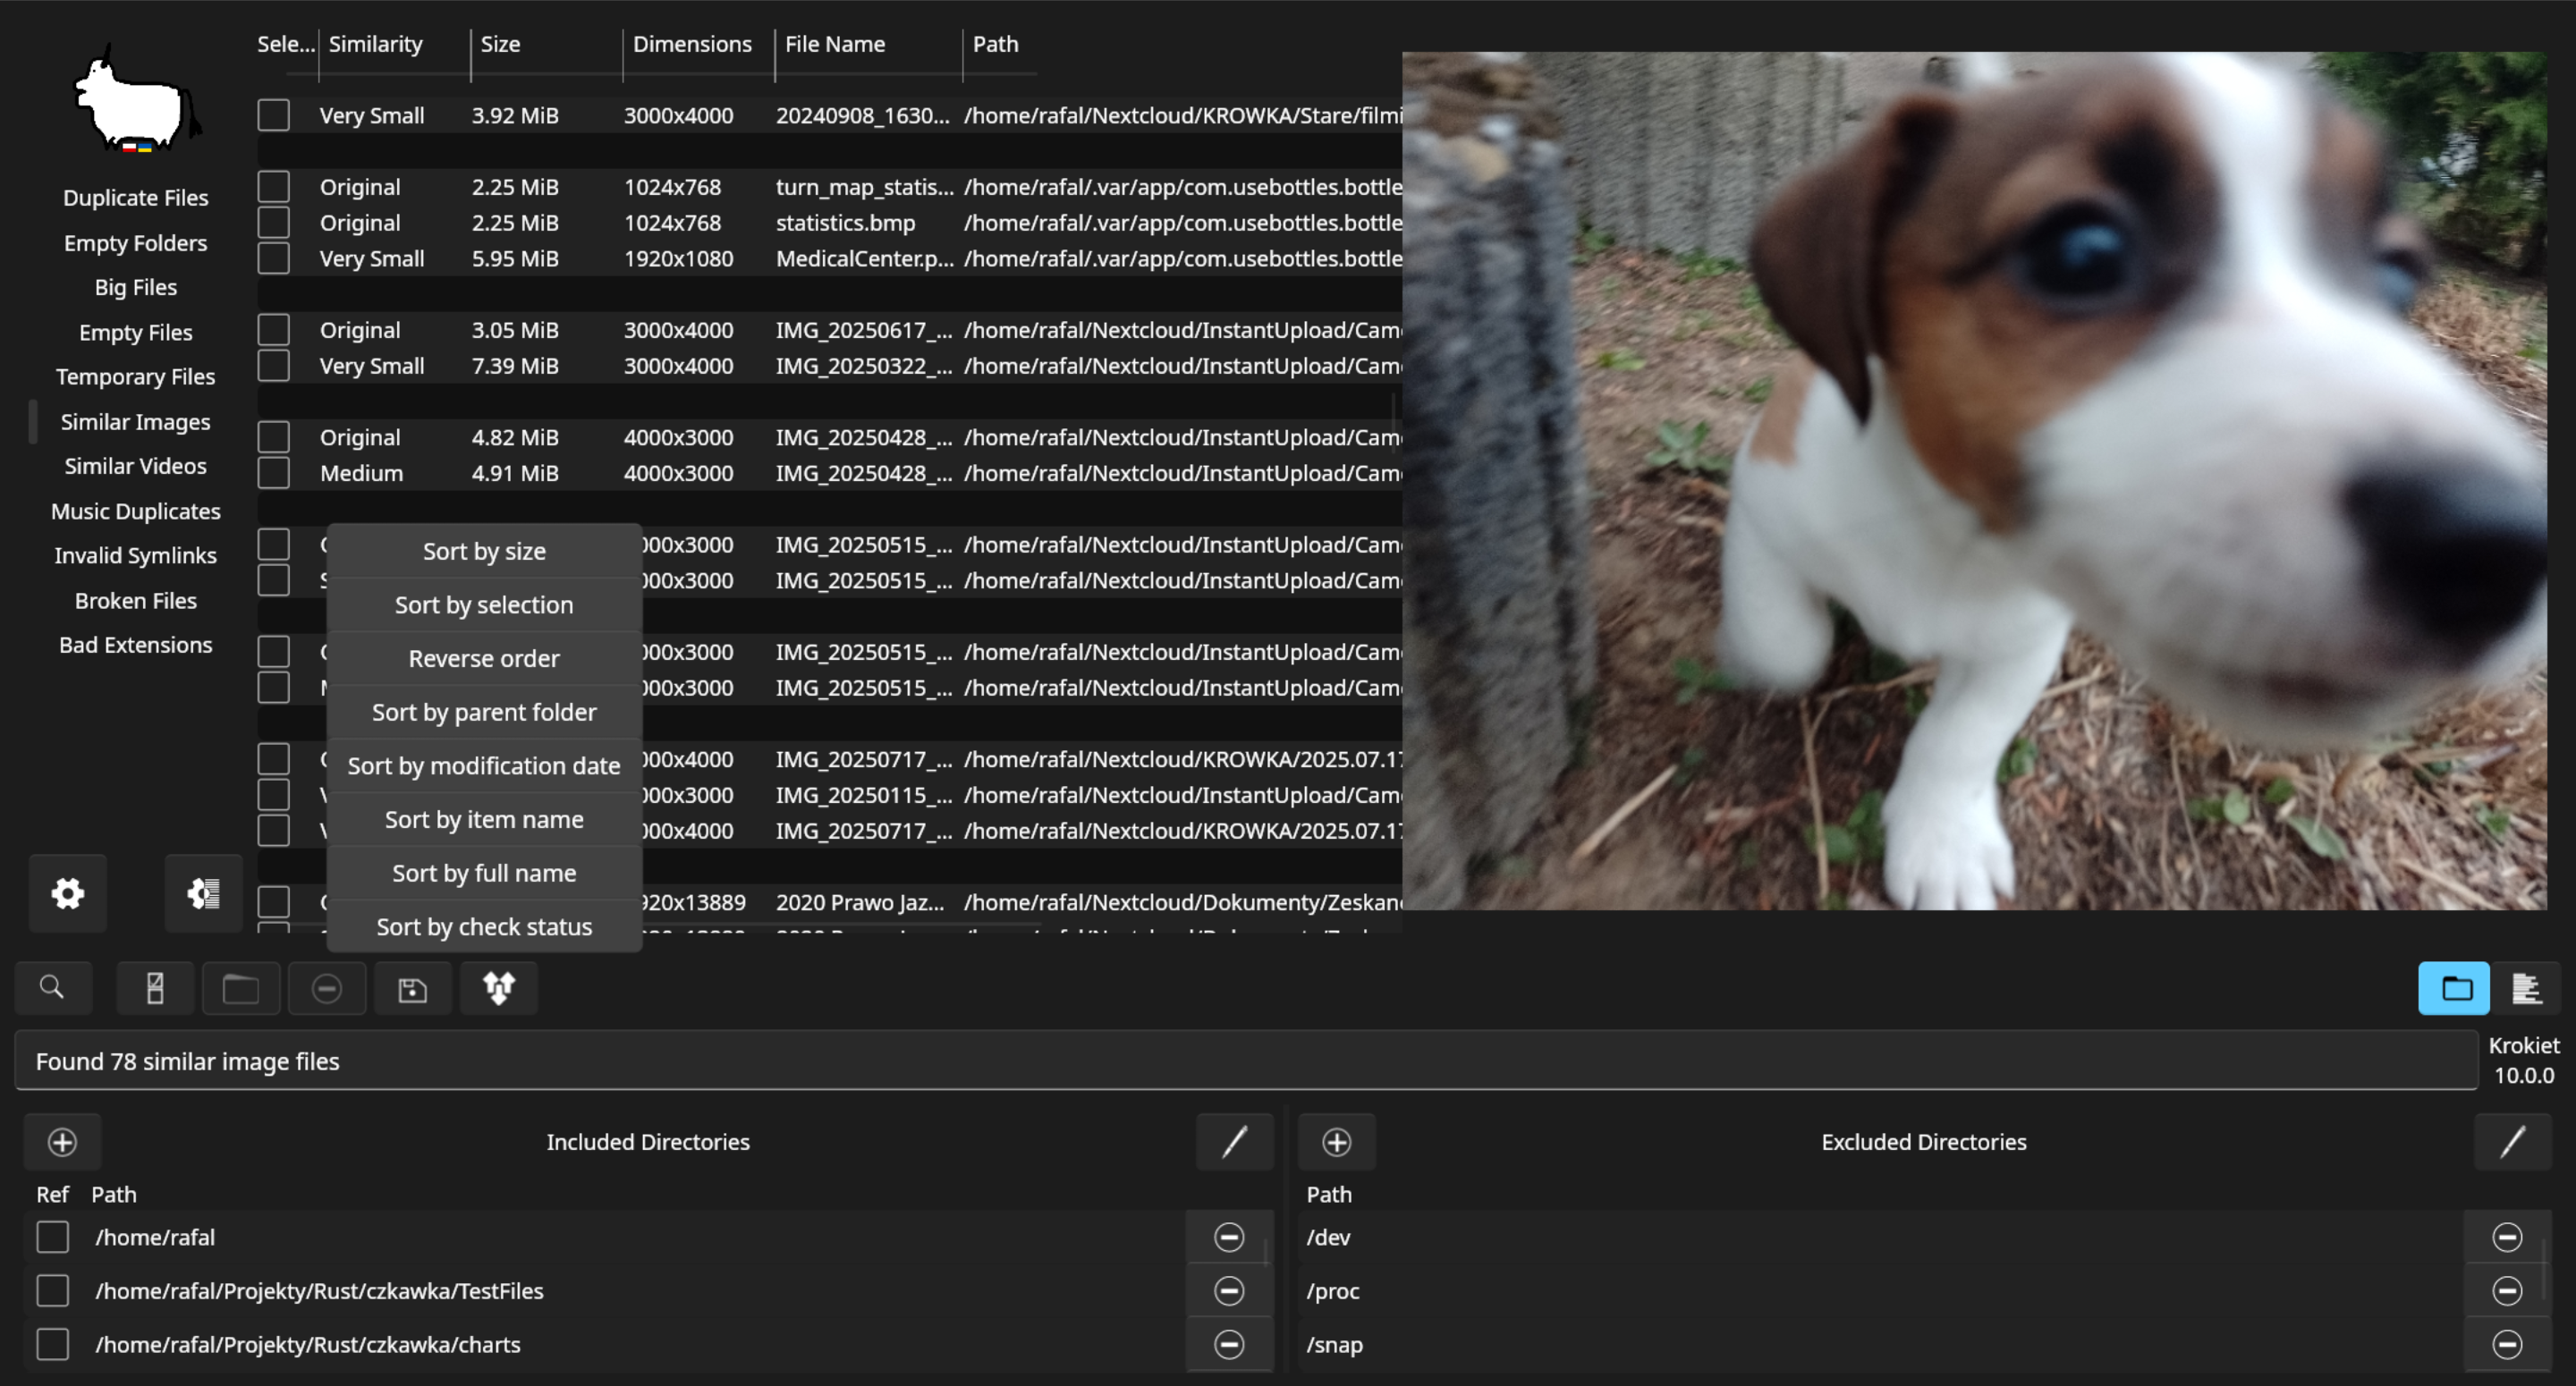 Sele... Similarity Size Dimensions File Name Path
Very Small 3.92 MiB 3000x4000 20240908_1630... /home/rafal/Nextcloud/KROWKA/Stare/filmi
Original 2.25 MiB 1024x768 turn_map_statis... /home/rafal/.var/app/com.usebottles.bottle
Original 2.25 MiB 1024x768 statistics.bmp /home/rafal/.var/app/com.usebottles.bottle
Very Small 5.95 MiB 1920x1080 MedicalCenter.p... /home/rafal/.var/app/com.usebottles.bottle
Original 3.05 MiB 3000x4000 IMG_20250617_... /home/rafal/Nextcloud/InstantUpload/Came
Very Small 7.39 MiB 3000x4000 IMG_20250322_... /home/rafal/Nextcloud/InstantUpload/Came
Original 4.82 MiB 4000x3000 IMG_20250428_... /home/rafal/Nextcloud/InstantUpload/Came
Medium 4.91 MiB 4000x3000 IMG_20250428_... /home/rafal/Nextcloud/InstantUpload/Came
000x3000 IMG_20250515_... /home/rafal/Nextcloud/InstantUpload/Came
000x3000 IMG_20250515_... /home/rafal/Nextcloud/InstantUpload/Came
000x3000 IMG_20250515_... /home/rafal/Nextcloud/InstantUpload/Came
000x3000 IMG_20250515_... /home/rafal/Nextcloud/InstantUpload/Came
000x4000 IMG_20250717_... /home/rafal/Nextcloud/KROWKA/2025.07.17
000x3000 IMG_20250115_... /home/rafal/Nextcloud/InstantUpload/Came
000x4000 IMG_20250717_... /home/rafal/Nextcloud/KROWKA/2025.07.17
920x13889 2020 Prawo Jaz... /home/rafal/Nextcloud/Dokumenty/Zeskan
Duplicate Files
Empty Folders
Big Files
Empty Files
Temporary Files
Similar Images
Similar Videos
Music Duplicates
Invalid Symlinks
Broken Files
Bad Extensions
Sort by size
Sort by selection
Reverse order
Sort by parent folder
Sort by modification date
Sort by item name
Sort by full name
Sort by check status
Found 78 similar image files
Krokiet
10.0.0
Included Directories
Ref Path
/home/rafal
/home/rafal/Projekty/Rust/czkawka/TestFiles
/home/rafal/Projekty/Rust/czkawka/charts
Excluded Directories
Path
/dev
/proc
/snap